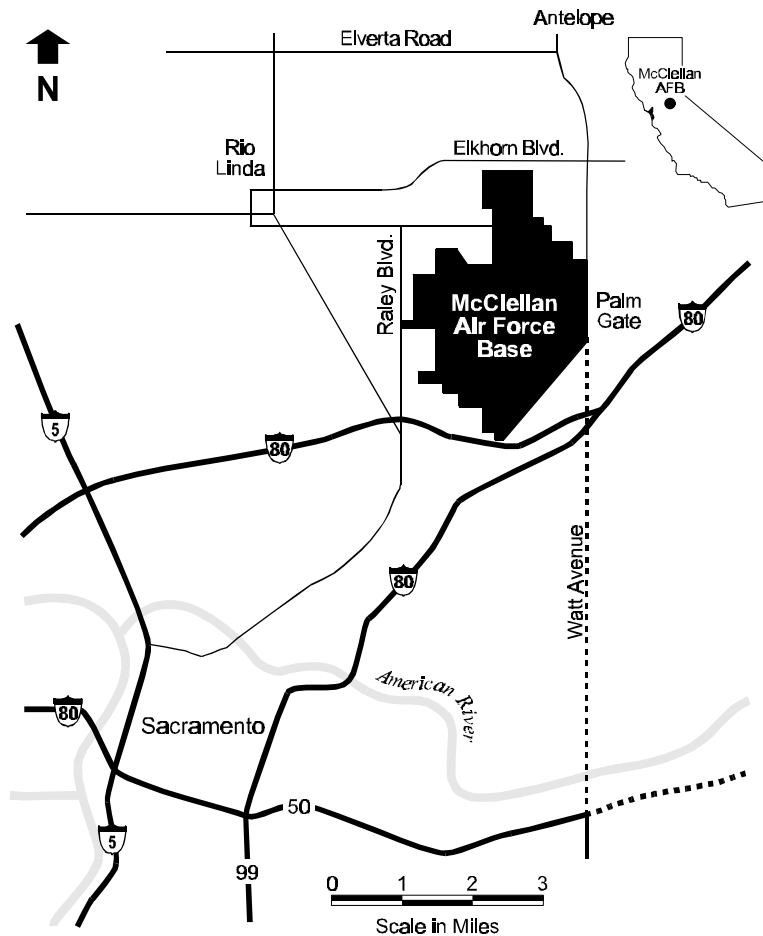 Antelope
Elverta Road
N
McClellan
AFB
Rio
Linda
Elkhorn Blvd.
Raley Blvd.
McClellan
AIr Force
Base
Palm
Gate
80
5
80
80
Watt Avenue
American River
80
Sacramento
50
5
99
0 1 2 3
Scale in Miles